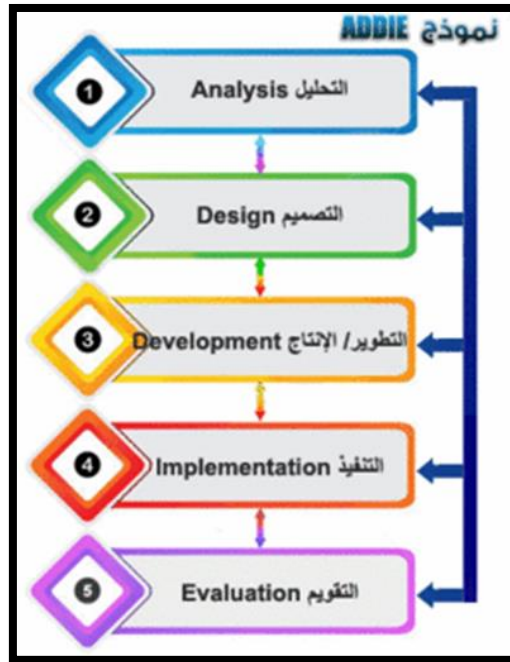 نموذج ADDIE
1
التحليل Analysis
2
التصميم Design
3
التطوير/ الإنتاج Development
4
التنفيذ Implementation
5
التقويم Evaluation